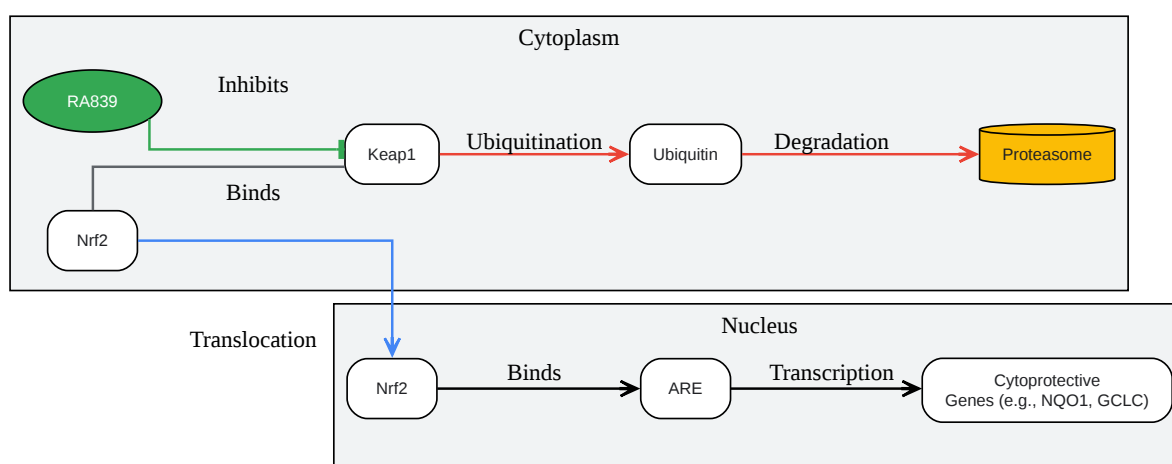 Cytoplasm
Inhibits
RA839
Keap1
Ubiquitination
Ubiquitin
Degradation
Proteasome
Binds
Nrf2
Translocation
Nucleus
Nrf2
Binds
ARE
Transcription
Cytoprotective
Genes (e.g., NQO1, GCLC)